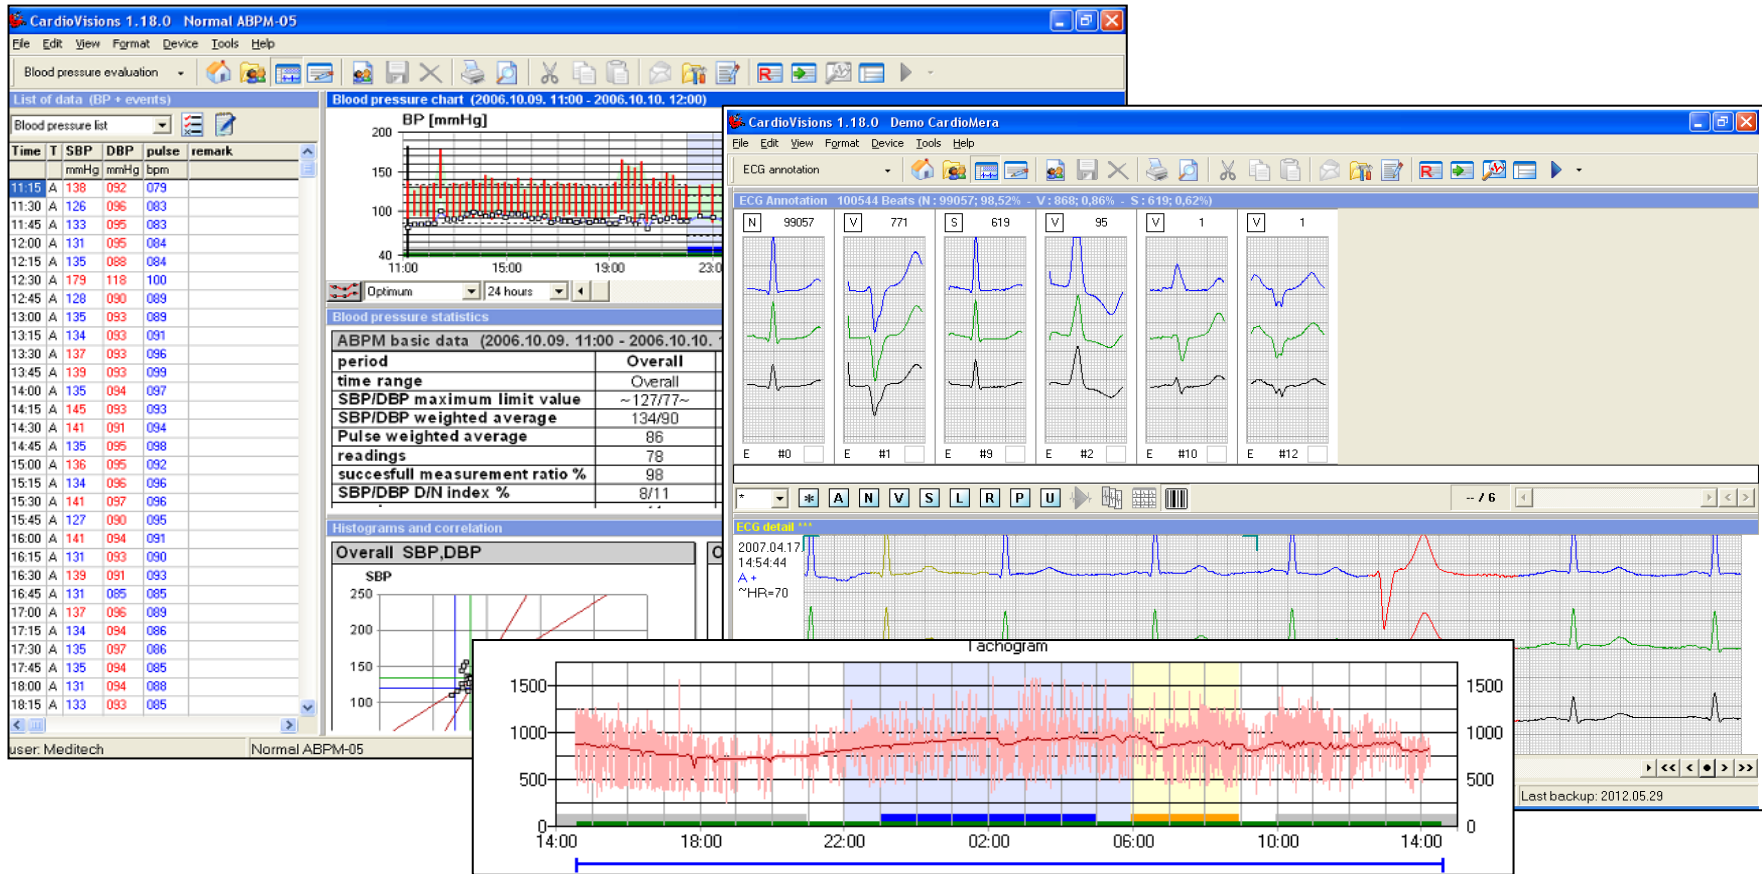 CardioVisions 1.18.0 Normal ABPM-05
File Edit View Format Device Tools Help
Blood pressure evaluation
List of data (BP + events)
Blood pressure list
Time T SBP DBP pulse remark
mmHg mmHg bpm
11:15 A 138 092 079
11:30 A 126 096 083
11:45 A 133 095 083
12:00 A 131 095 084
12:15 A 135 088 084
12:30 A 179 118 100
12:45 A 128 090 089
13:00 A 135 093 089
13:15 A 134 093 091
13:30 A 137 093 096
13:45 A 139 093 099
14:00 A 135 094 097
14:15 A 145 093 093
14:30 A 141 091 094
14:45 A 135 095 098
15:00 A 136 095 092
15:15 A 134 096 096
15:30 A 141 097 096
15:45 A 127 090 095
16:00 A 141 094 091
16:15 A 131 093 090
16:30 A 139 091 093
16:45 A 131 085 085
17:00 A 137 096 089
17:15 A 134 094 086
17:30 A 135 097 086
17:45 A 135 094 085
18:00 A 131 094 088
18:15 A 133 093 085
user: Meditech
Normal ABPM-05
Blood pressure chart (2006.10.09. 11:00 - 2006.10.10. 12:00)
BP [mmHg]
200
150
100
40
11:00 15:00 19:00 23:0
Optimum 24 hours
Blood pressure statistics
ABPM basic data (2006.10.09. 11:00 - 2006.10.10.
period Overall
time range Overall
SBP/DBP maximum limit value ~127/77~
SBP/DBP weighted average 134/90
Pulse weighted average 86
readings 78
succesfull measurement ratio % 98
SBP/DBP D/N index % 8/11
Histograms and correlation
Overall SBP,DBP
SBP
250
200
150
100
CardioVisions 1.18.0 Demo CardioMera
File Edit View Format Device Tools Help
ECG annotation
ECG Annotation 100544 Beats (N : 99057; 98,52% - V : 868; 0,86% - S : 619; 0,62%)
N 99057 V 771 S 619 V 95 V 1 V 1
E #0 E #1 E #9 E #2 E #10 E #12
* * A N V S L R P U -- / 6
ECG detail ***
2007.04.17
14:54:44
A +
~HR=70
Last backup: 2012.05.29
Tachogram
1500 1500
1000 1000
500 500
0 0
14:00 18:00 22:00 02:00 06:00 10:00 14:00